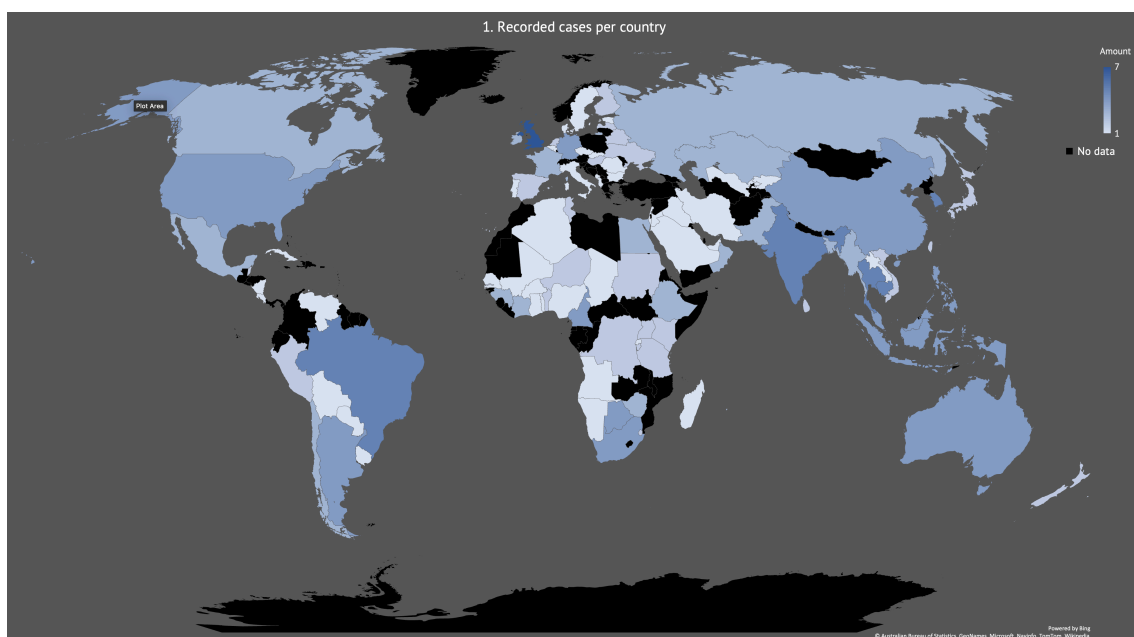 1. Recorded cases per country
Amount
7
1
No data
Plot Area
Powered by Bing
© Australian Bureau of Statistics, GeoNames, Microsoft, Navinfo, TomTom, Wikipedia